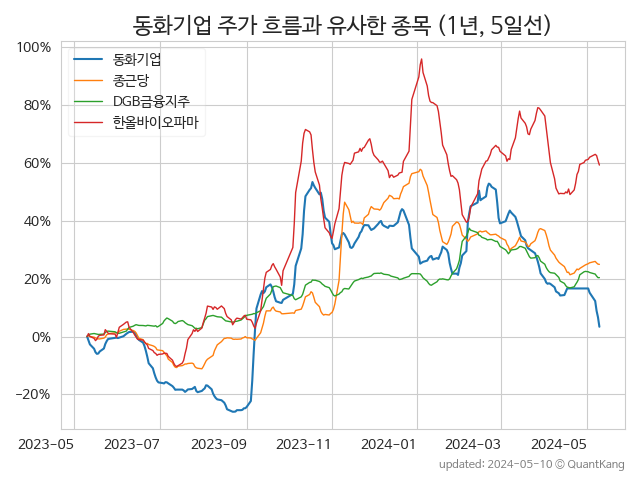 동화기업 주가 흐름과 유사한 종목 (1년, 5일선)
동화기업
종근당
DGB금융지주
한올바이오파마
100%
80%
60%
40%
20%
0%
−20%
2023-05
2023-07
2023-09
2023-11
2024-01
2024-03
2024-05
updated: 2024-05-10 © QuantKang